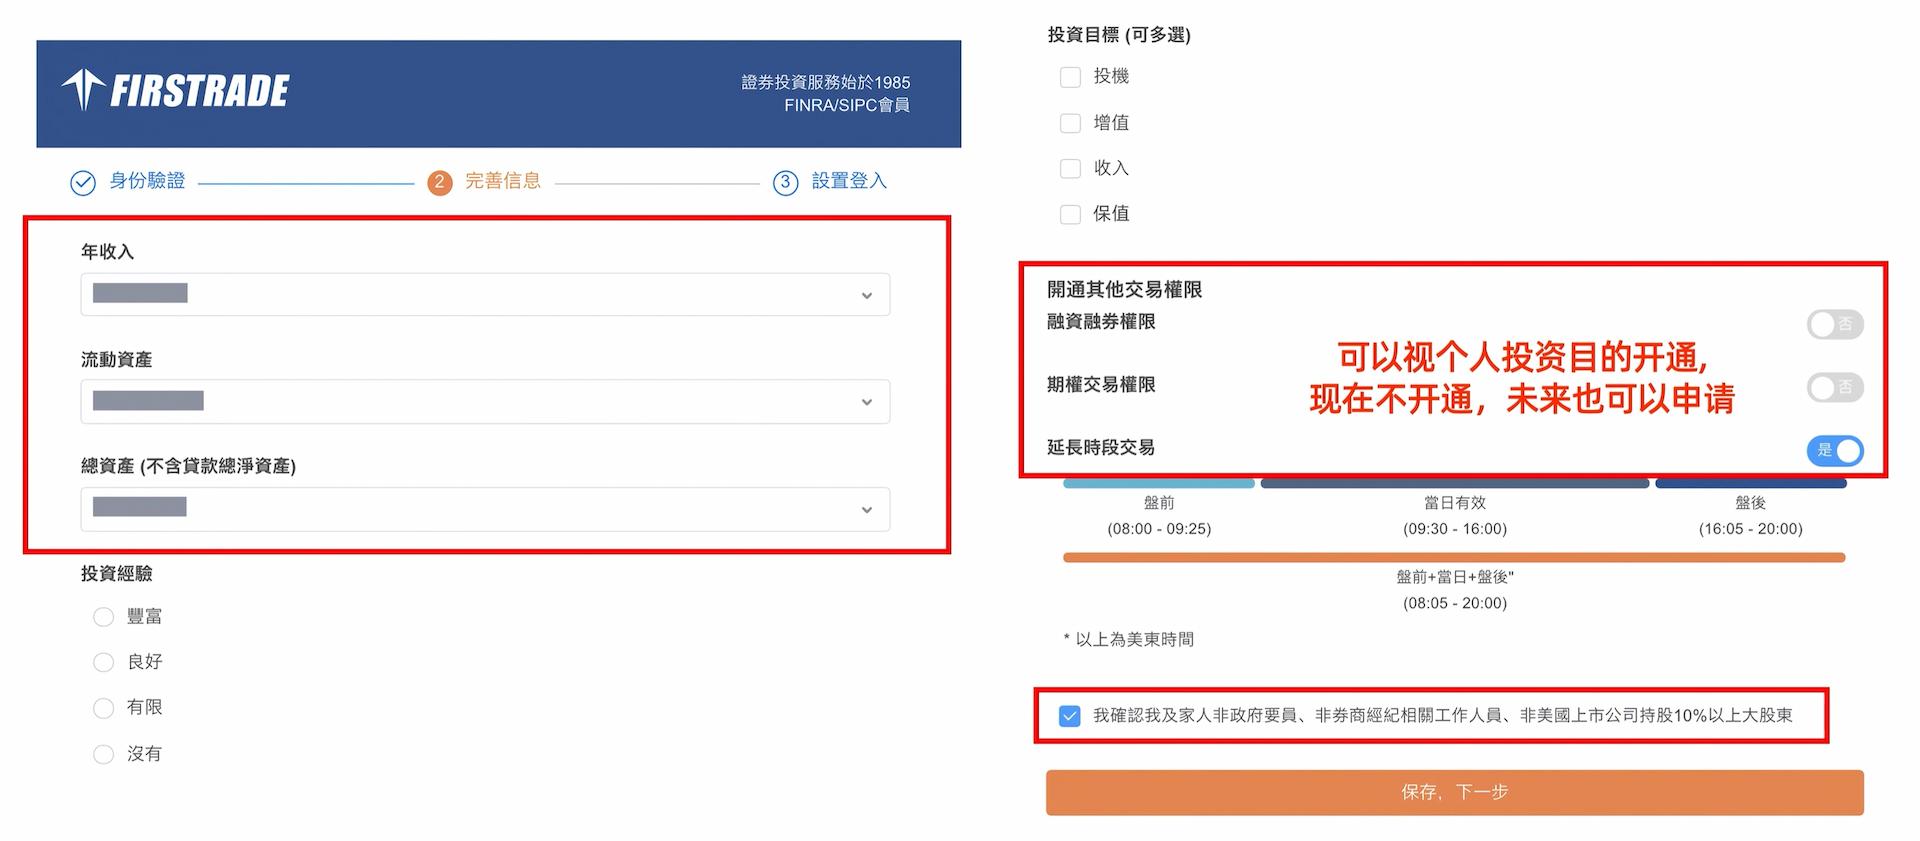 FIRSTRADE
證券投資服務始於1985
FINRA/SIPC會員
身份驗證
2 完善信息
3 設置登入
年收入
流動資產
總資產 (不含貸款總淨資產)
投資經驗
豐富
良好
有限
沒有
投資目標 (可多選)
投機
增值
收入
保值
開通其他交易權限
融資融券權限
否
可以视个人投资目的开通,
期權交易權限
否
现在不开通，未来也可以申请
延長時段交易
是
盤前
當日有效
盤後
(08:00 - 09:25)
(09:30 - 16:00)
(16:05 - 20:00)
盤前+當日+盤後"
(08:05 - 20:00)
* 以上為美東時間
我確認我及家人非政府要員、非券商經紀相關工作人員、非美國上市公司持股10%以上大股東
保存，下一步